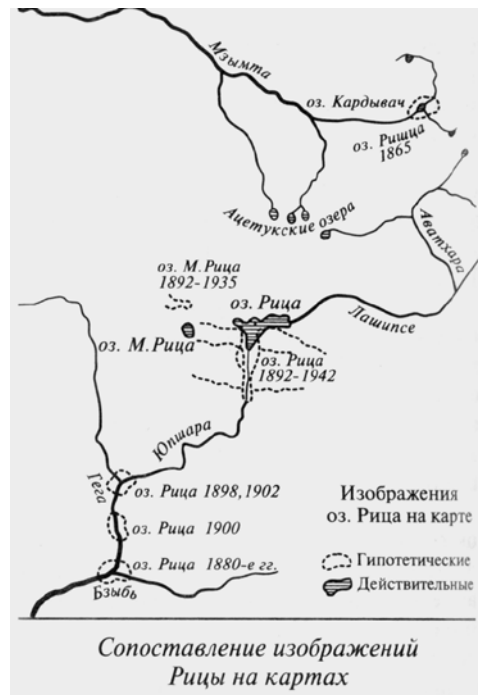 Мзымта
оз. Кардывач
оз. Ришца
1865
Ацетукские озера
Аватхара
оз. М. Рица
1892-1935
оз. Рица
Лашипсе
оз. М. Рица
оз. Рица
1892-1942
Юпшара
Гега
оз. Рица 1898, 1902
оз. Рица 1900
оз. Рица 1880-е гг.
Бзыбь
Изображения
оз. Рица на карте
Гипотетические
Действительные
Сопоставление изображений
Рицы на картах